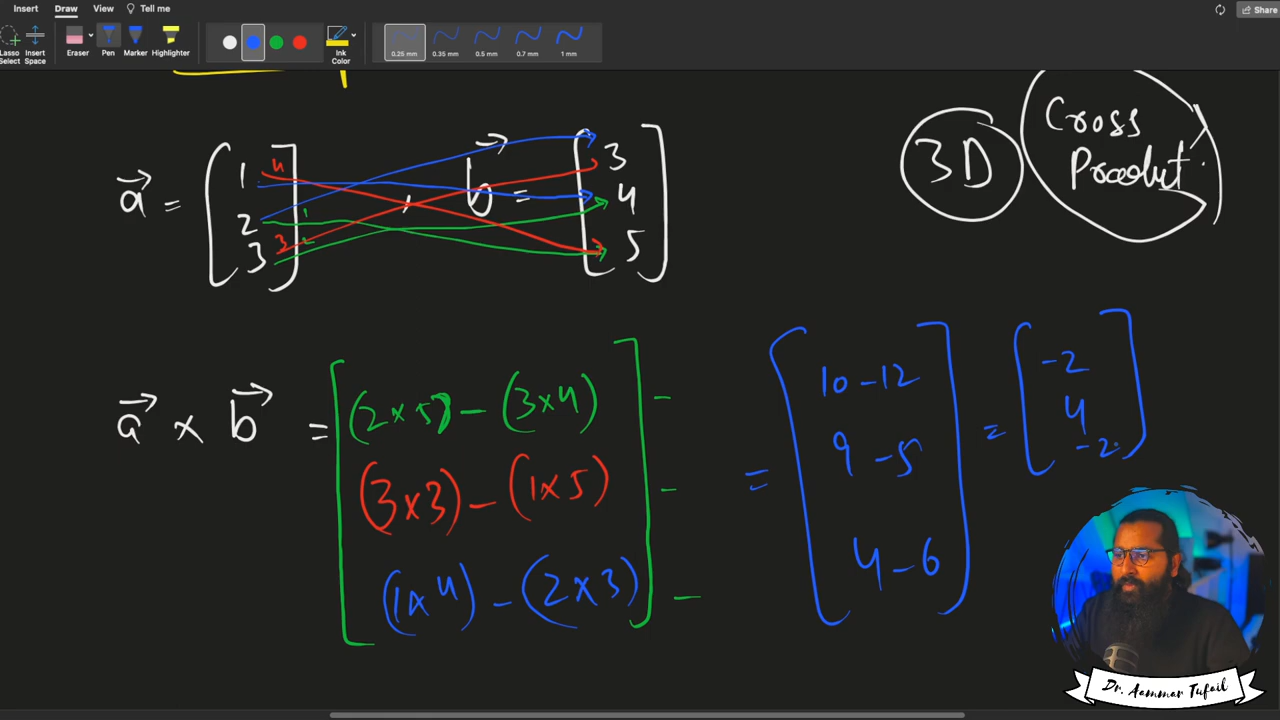 Insert Draw View Tell me
Share
Lasso Select
Insert Space
Eraser
Pen
Marker
Highlighter
Ink Color
0.25 mm
0.35 mm
0.5 mm
0.7 mm
1 mm
3D
Cross Product
a = [1 2 3] , b = [3 4 5]
4
3
a × b = [(2×5) − (3×4)
(3×3) − (1×5)
(1×4) − (2×3)]
= [10 − 12
9 − 5
4 − 6]
= [-2
4
-2]
Dr. Aammar Tufail